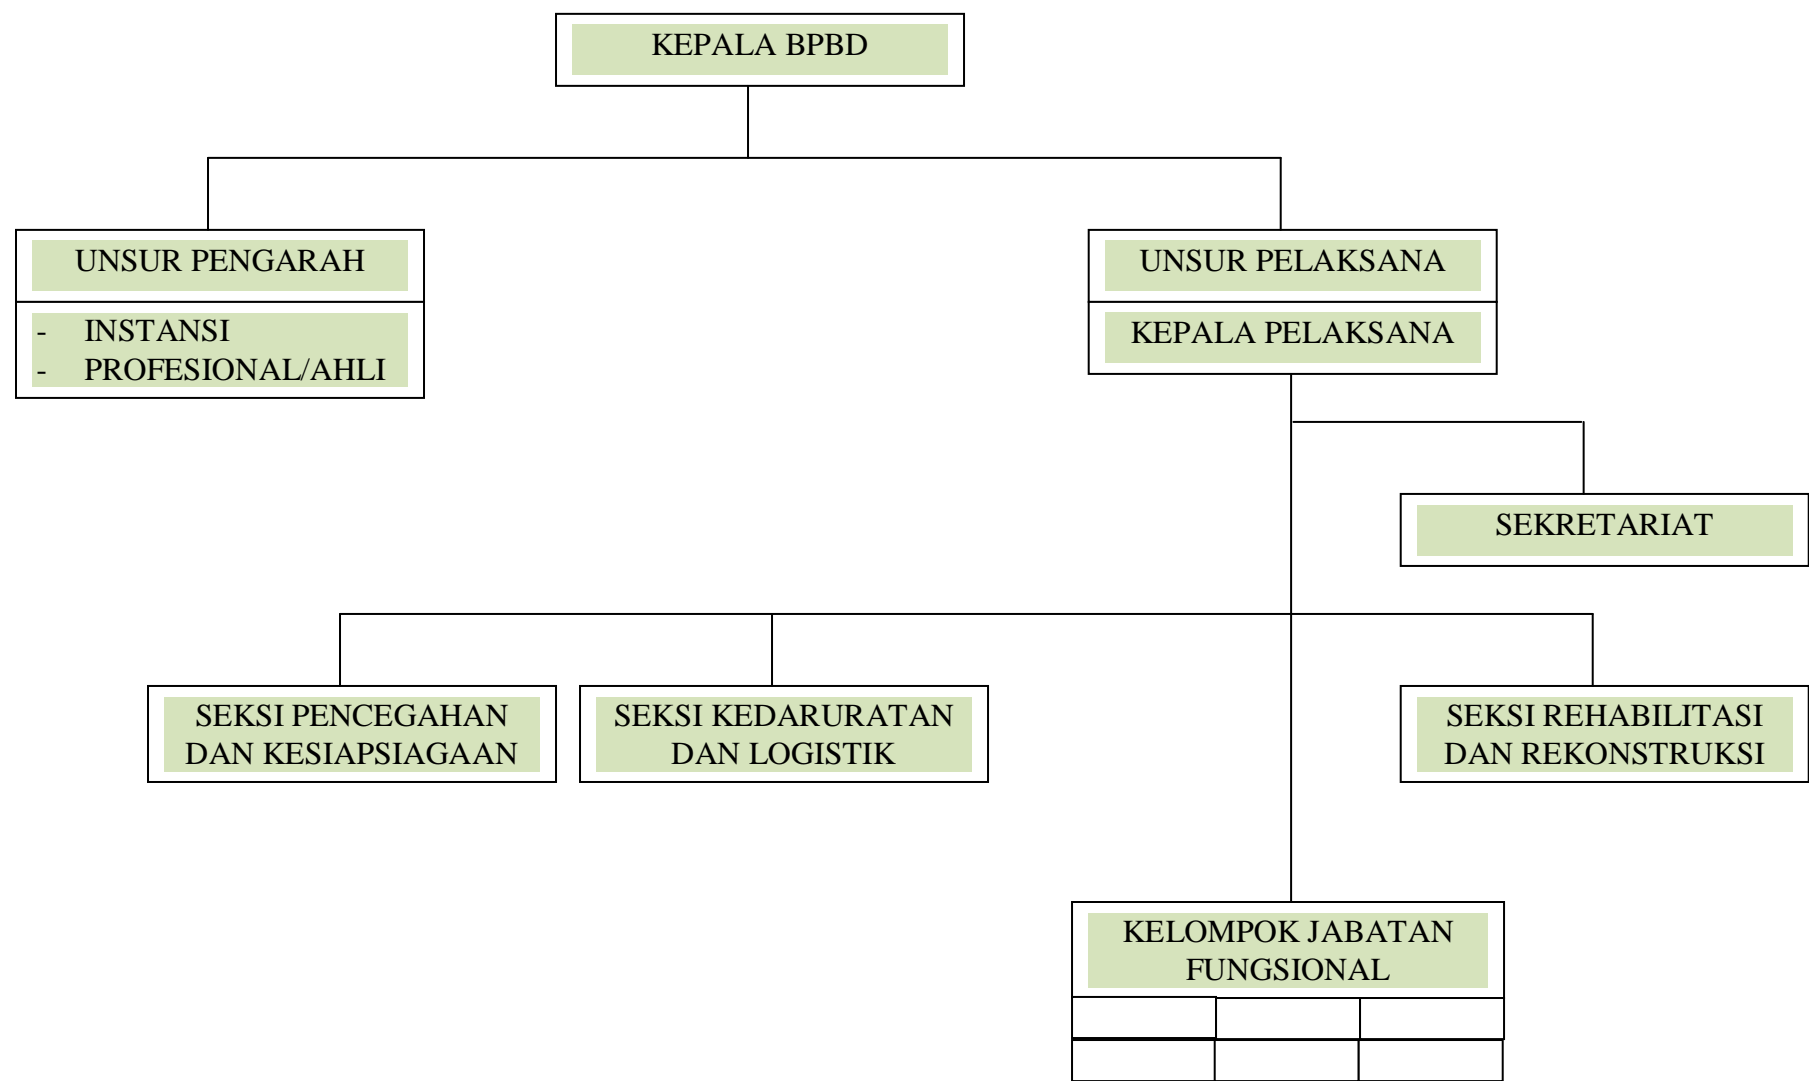 KEPALA BPBD
UNSUR PENGARAH
- INSTANSI
- PROFESIONAL/AHLI
UNSUR PELAKSANA
KEPALA PELAKSANA
SEKRETARIAT
SEKSI PENCEGAHAN
DAN KESIAPSIAGAAN
SEKSI KEDARURATAN
DAN LOGISTIK
SEKSI REHABILITASI
DAN REKONSTRUKSI
KELOMPOK JABATAN
FUNGSIONAL